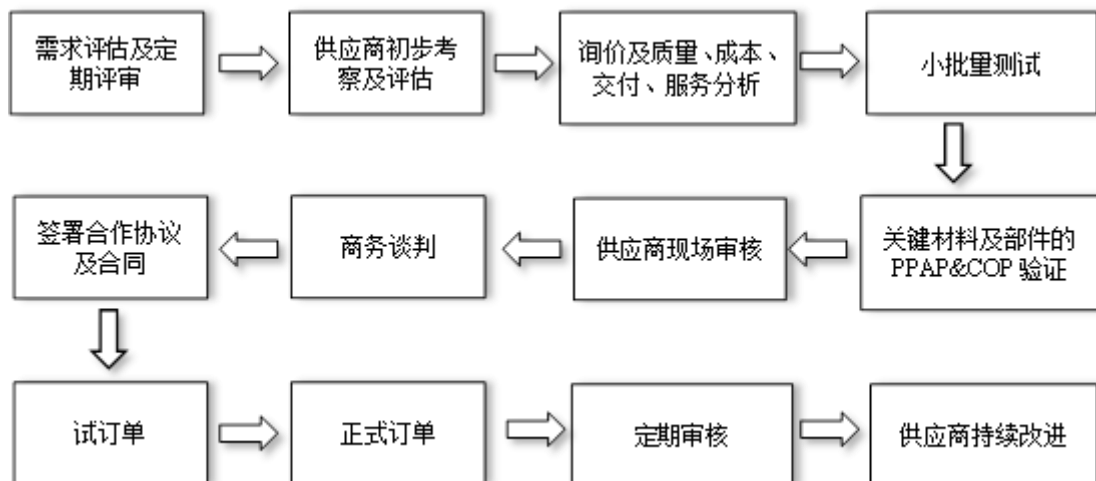 需求评估及定
期评审
供应商初步考
察及评估
询价及质量、成本、
交付、服务分析
小批量测试
关键材料及部件的
PPAP&COP 验证
供应商现场审核
商务谈判
签署合作协议
及合同
试订单
正式订单
定期审核
供应商持续改进